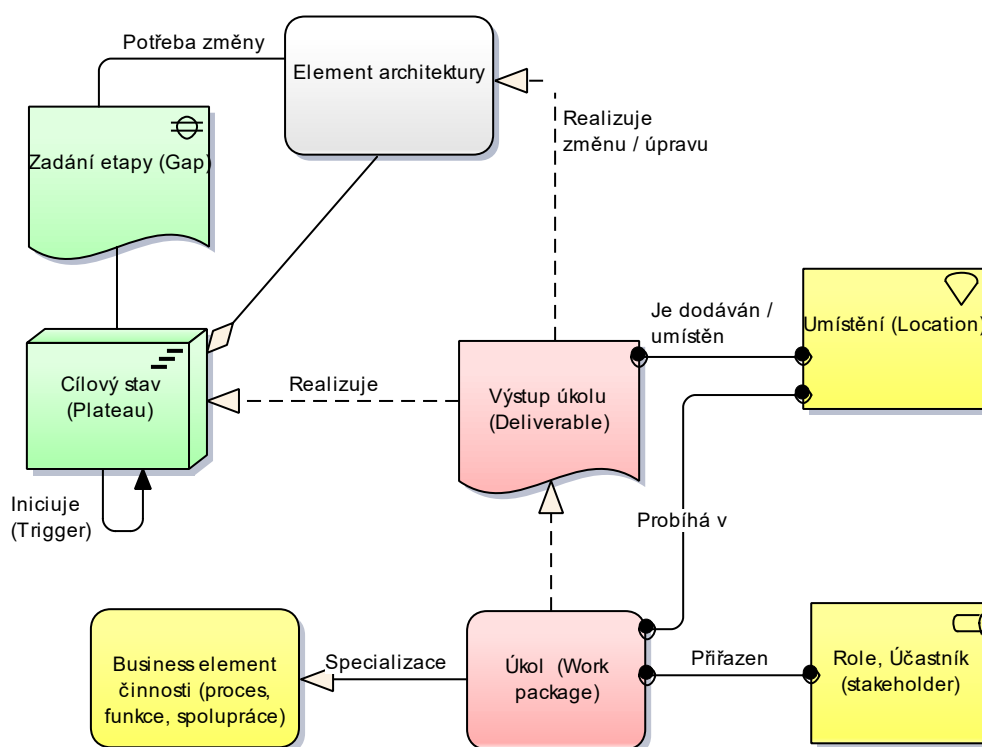 Potřeba změny
Element architektury
Realizuje
změnu / úpravu
Zadání etapy (Gap)
Je dodáván /
umístěn
Umístění (Location)
Cílový stav
(Plateau)
Realizuje
Výstup úkolu
(Deliverable)
Iniciuje
(Trigger)
Probíhá v
Business element
činnosti (proces,
funkce, spolupráce)
Specializace
Úkol (Work
package)
Přiřazen
Role, Účastník
(stakeholder)